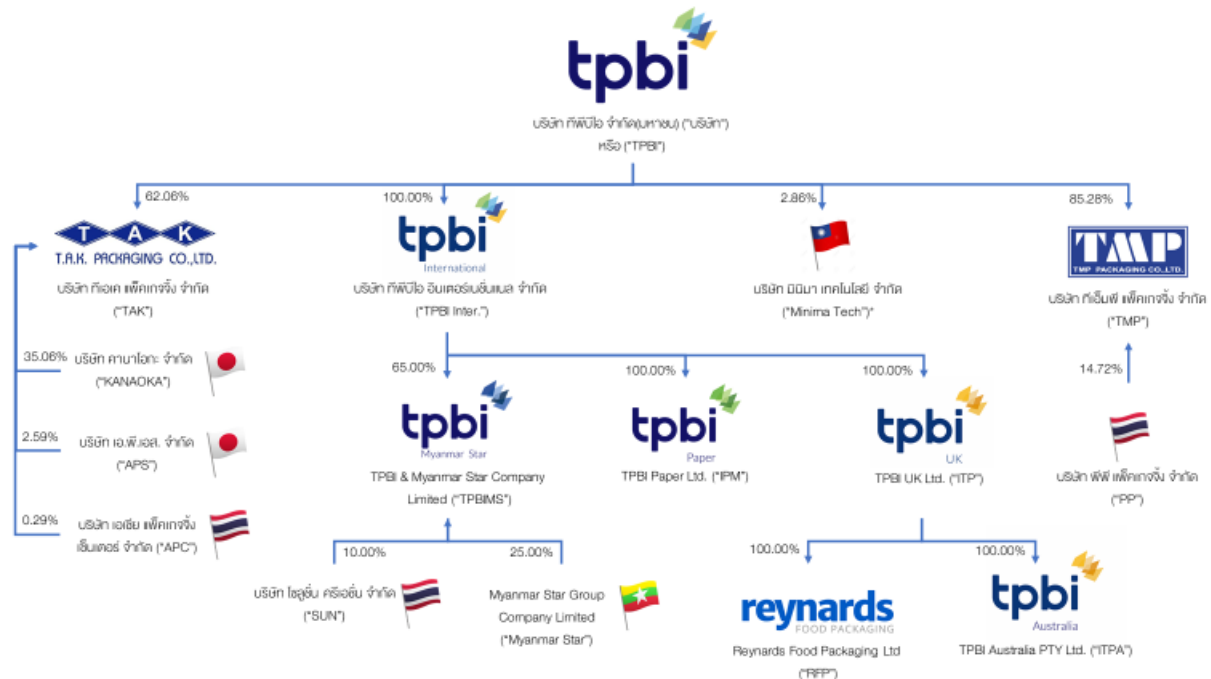 tpbi
บริษัท ทีพีบีไอ จำกัด(มหาชน) ("บริษัท")
หรือ ("TPBI")
62.06%
100.00%
2.86%
85.28%
T A K
T.A.K. PACKAGING CO.,LTD.
บริษัท ทีเอเค แพ็คเกจจิ้ง จำกัด
("TAK")
tpbi
International
บริษัท ทีพีบีไอ อินเตอร์เนชั่นแนล จำกัด
("TPBI Inter.")
บริษัท มินิมา เทคโนโลยี จำกัด
("Minima Tech")*
TMP
TMP PACKAGING CO.,LTD.
บริษัท ทีเอ็มพี แพ็คเกจจิ้ง จำกัด
("TMP")
35.06%
บริษัท คานาโอกะ จำกัด
("KANAOKA")
2.59%
บริษัท เอ.พี.เอส. จำกัด
("APS")
0.29%
บริษัท เอเชีย แพ็คเกจจิ้ง
เซ็นเตอร์ จำกัด ("APC")
65.00%
100.00%
100.00%
14.72%
tpbi
Myanmar Star
TPBI & Myanmar Star Company
Limited ("TPBIMS")
tpbi
Paper
TPBI Paper Ltd. ("IPM")
tpbi
UK
TPBI UK Ltd. ("ITP")
บริษัท พีพี แพ็คเกจจิ้ง จำกัด
("PP")
10.00%
25.00%
บริษัท โซลูชั่น ครีเอชั่น จำกัด
("SUN")
Myanmar Star Group
Company Limited
("Myanmar Star")
100.00%
100.00%
reynards
FOOD PACKAGING
Reynards Food Packaging Ltd
("RFP")
tpbi
Australia
TPBI Australia PTY Ltd. ("ITPA")